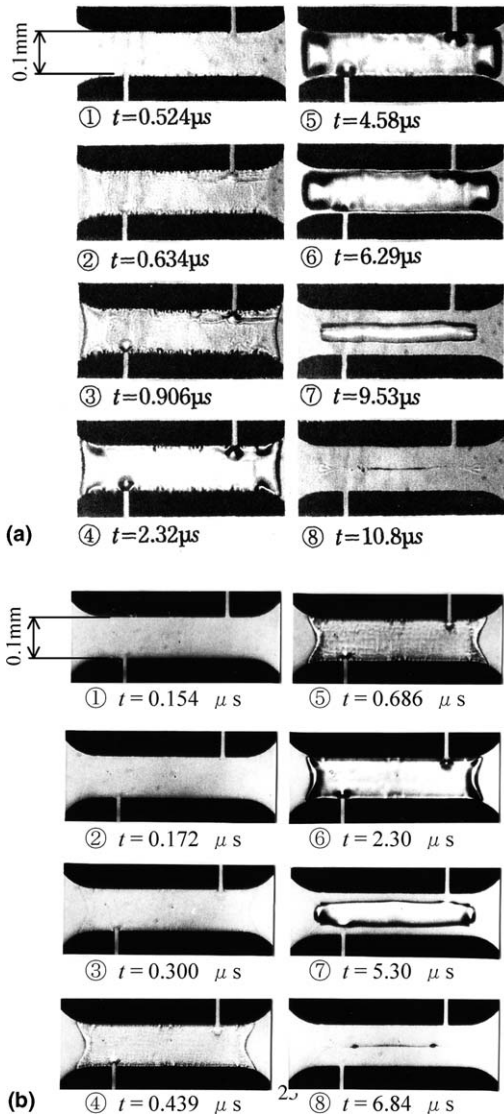 0.1mm
① t=0.524μs
② t=0.634μs
③ t=0.906μs
④ t=2.32μs
⑤ t=4.58μs
⑥ t=6.29μs
⑦ t=9.53μs
⑧ t=10.8μs
(a)
0.1mm
① t = 0.154 μ s
② t = 0.172 μ s
③ t = 0.300 μ s
④ t = 0.439 μ s
⑤ t = 0.686 μ s
⑥ t = 2.30 μ s
⑦ t = 5.30 μ s
⑧ t = 6.84 μ s
(b)